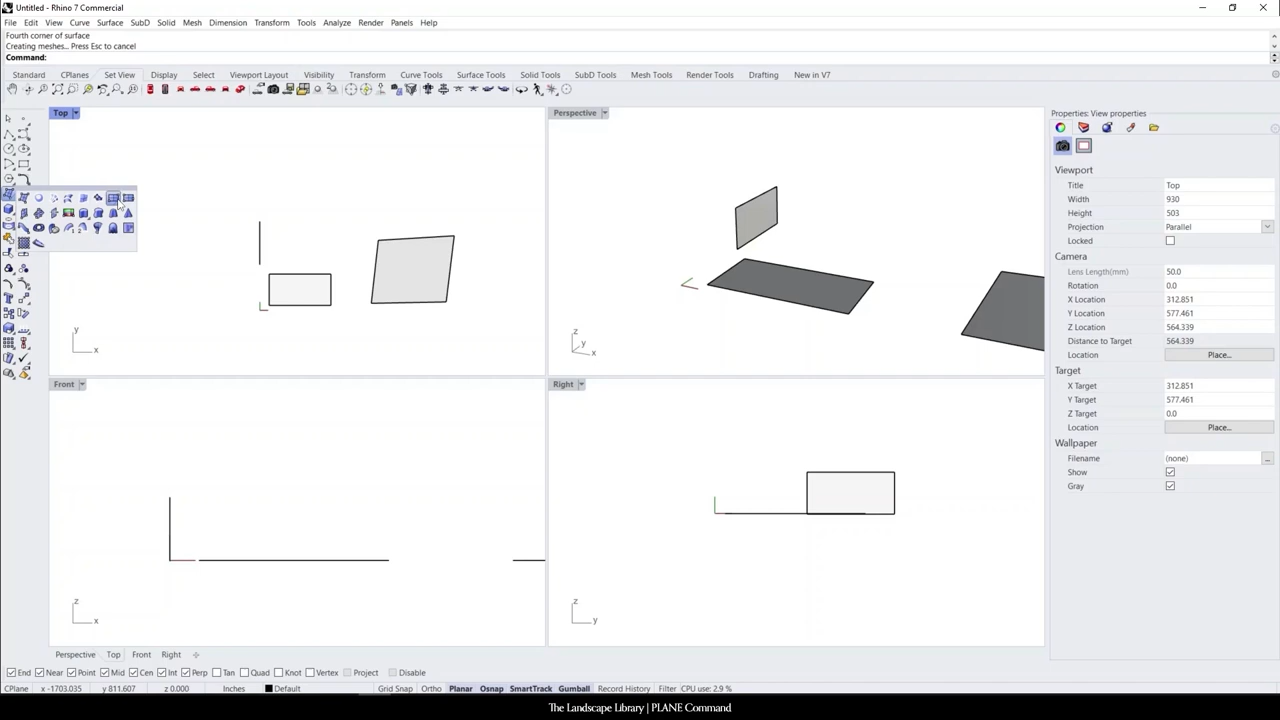 Untitled - Rhino 7 Commercial
File Edit View Curve Surface SubD Solid Mesh Dimension Transform Tools Analyze Render Panels Help
Fourth corner of surface
Creating meshes... Press Esc to cancel
Command:
Standard CPlanes Set View Display Select Viewport Layout Visibility Transform Curve Tools Surface Tools Solid Tools SubD Tools Mesh Tools Render Tools Drafting New in V7
Top
Perspective
Properties: View properties
Viewport
Title Top
Width 930
Height 503
Projection Parallel
Locked
Camera
Lens Length(mm) 50.0
Rotation 0.0
X Location 312.851
Y Location 577.461
Z Location 564.339
Distance to Target 564.339
Location Place...
Target
X Target 312.851
Y Target 577.461
Z Target 0.0
Location Place...
Wallpaper
Filename (none) ...
Show
Gray
y
x
z
y
x
Front
Right
z
x
z
y
Perspective Top Front Right
End Near Point Mid Cen Int Perp Tan Quad Knot Vertex Project Disable
CPlane x -1703.035 y 811.607 z 0.000 Inches Default Grid Snap Ortho Planar Osnap SmartTrack Gumball Record History Filter CPU use: 2.9 %
The Landscape Library | PLANE Command